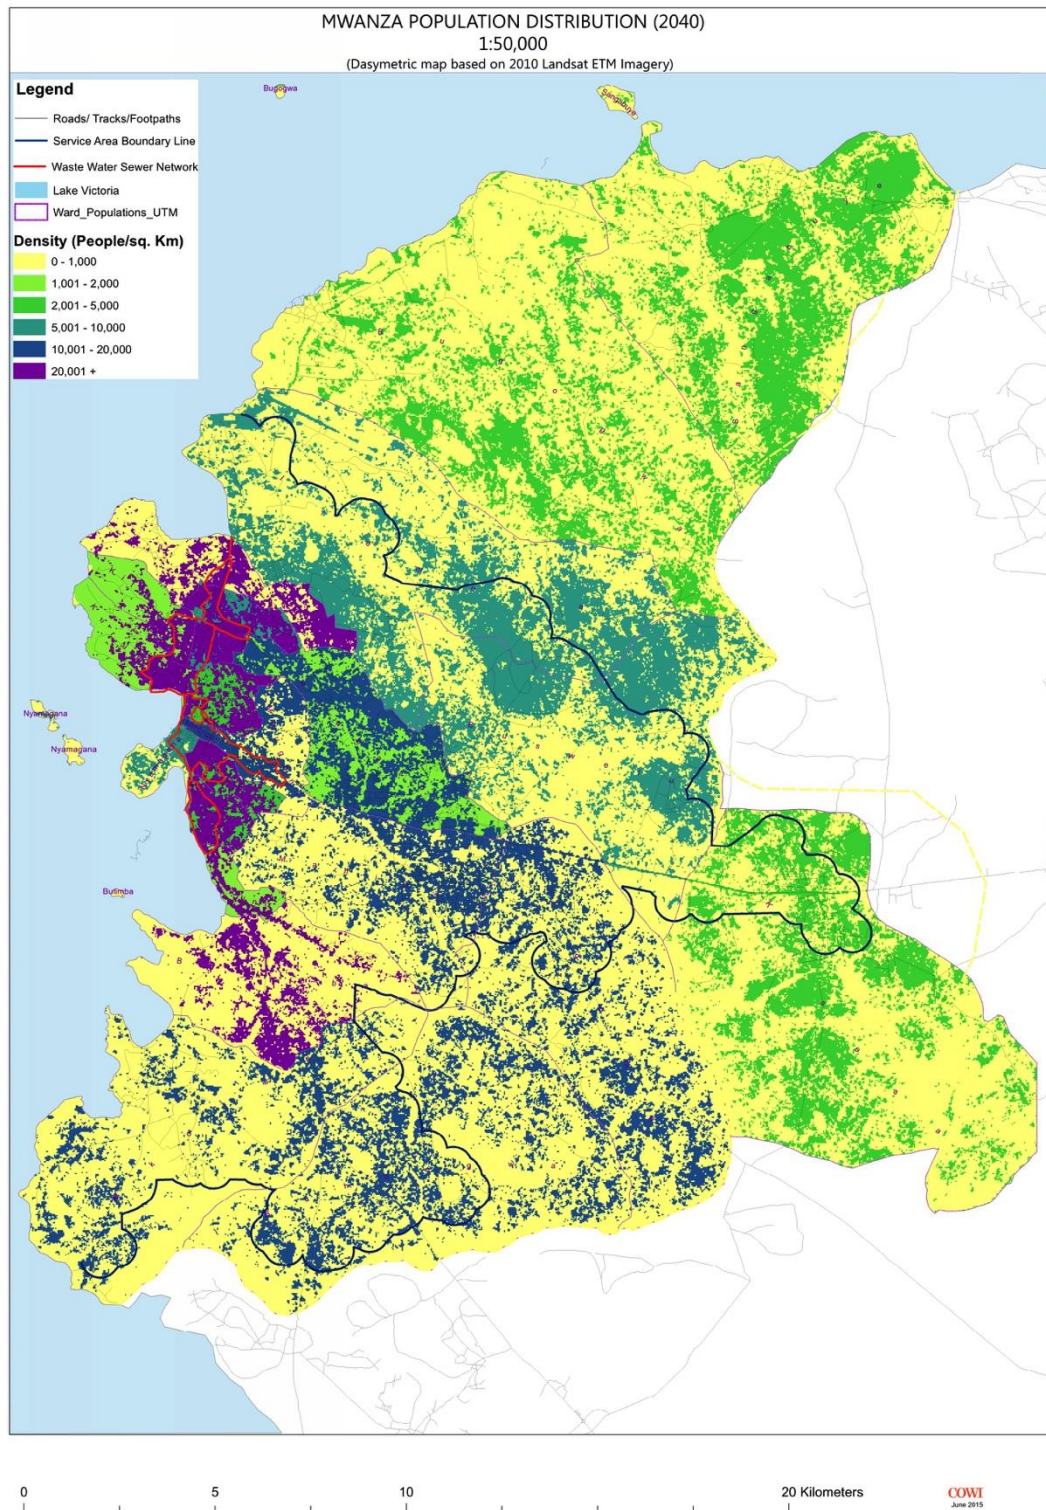 MWANZA POPULATION DISTRIBUTION (2040)
1:50,000
(Dasymetric map based on 2010 Landsat ETM Imagery)
Legend
Roads/ Tracks/Footpaths
Service Area Boundary Line
Waste Water Sewer Network
Lake Victoria
Ward_Populations_UTM
Density (People/sq. Km)
0 - 1,000
1,001 - 2,000
2,001 - 5,000
5,001 - 10,000
10,001 - 20,000
20,001 +
Bugogwa
Sangabuye
Nyamagana
Nyamagana
0 5 10 20 Kilometers
COWI
June 2015